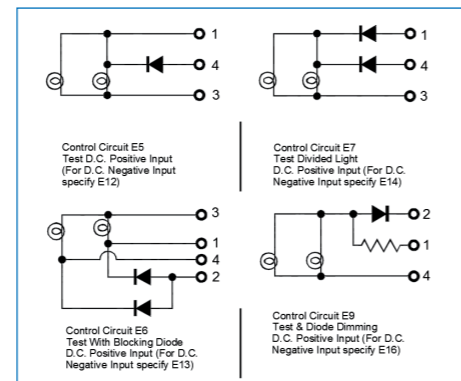 1
4
3
Control Circuit E5
Test D.C. Positive Input
(For D.C. Negative Input
specify E12)
1
4
3
Control Circuit E7
Test Divided Light
D.C. Positive Input (For D.C.
Negative Input specify E14)
3
1
4
2
Control Circuit E6
Test With Blocking Diode
D.C. Positive Input (For D.C.
Negative Input specify E13)
2
1
4
Control Circuit E9
Test & Diode Dimming
D.C. Positive Input (For D.C.
Negative Input specify E16)